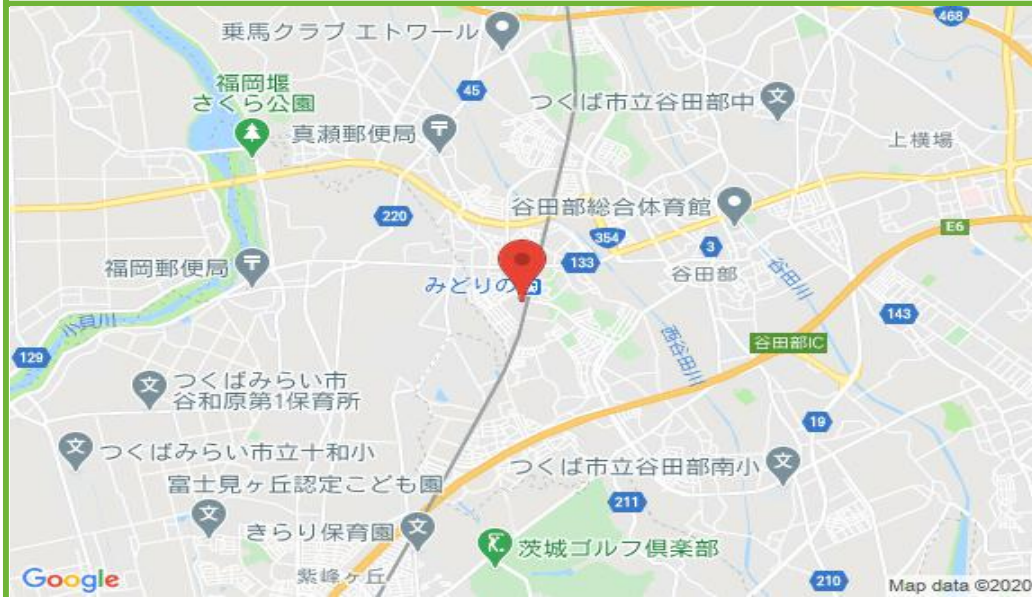 468
乗馬クラブ エトワール
福岡堰
さくら公園
45
つくば市立谷田部中
真瀬郵便局
上横場
220
谷田部総合体育館
354
3
E6
133
谷田部
福岡郵便局
みどりの
谷田川
小貝川
143
西谷田川
谷田部IC
129
つくばみらい市
谷和原第1保育所
19
つくばみらい市立十和小
つくば市立谷田部南小
富士見ヶ丘認定こども園
211
きらり保育園
茨城ゴルフ倶楽部
紫峰ヶ丘
210
Google
Map data ©2020